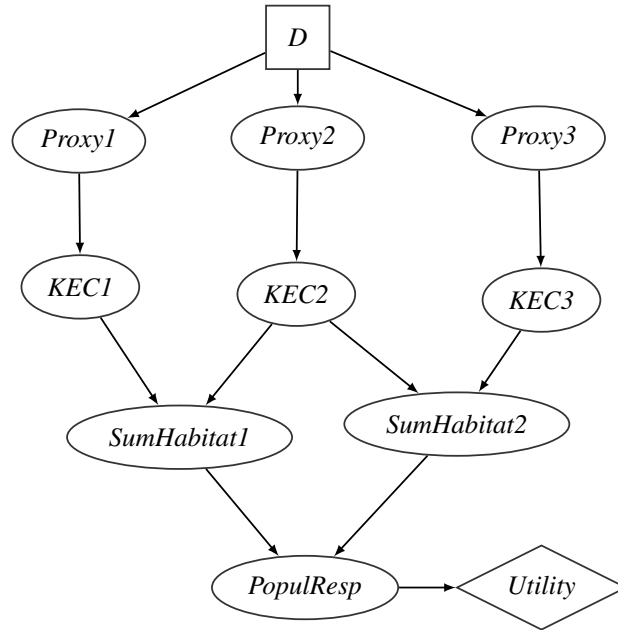 D
Proxy1
Proxy2
Proxy3
KEC1
KEC2
KEC3
SumHabitat1
SumHabitat2
PopulResp
Utility